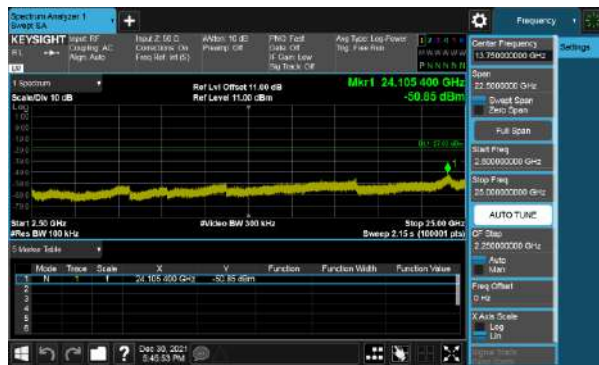 Spectrum Analyzer 1
Swept SA
+
Frequency
KEYSIGHT
Input: RF
Coupling: AC
Align: Auto
Input Z: 50 Ω
Corrections: On
Freq Ref: Int (S)
#Atten: 10 dB
Preamp: Off
PNO: Fast
Gate: Off
IF Gain: Low
Sig Track: Off
Avg Type: Log-Power
Trig: Free Run
1 Spectrum
Scale/Div 10 dB
Ref Lvl Offset 11.00 dB
Ref Level 11.00 dBm
Mkr1 24.105 400 GHz
-50.85 dBm
Log
1
Start 2.50 GHz
#Res BW 100 kHz
#Video BW 300 kHz
Stop 25.00 GHz
Sweep 2.15 s (100001 pts)
5 Marker Table
Mode Trace Scale X Y Function Function Width Function Value
1 N 1 f 24.105 400 GHz -50.85 dBm
2
3
4
5
6
Dec 30, 2021
5:45:53 PM
Center Frequency
13.750000000 GHz
Settings
Span
22.5000000 GHz
Swept Span
Zero Span
Full Span
Start Freq
2.500000000 GHz
Stop Freq
25.000000000 GHz
AUTO TUNE
CF Step
2.250000000 GHz
Auto
Man
Freq Offset
0 Hz
X Axis Scale
Log
Lin